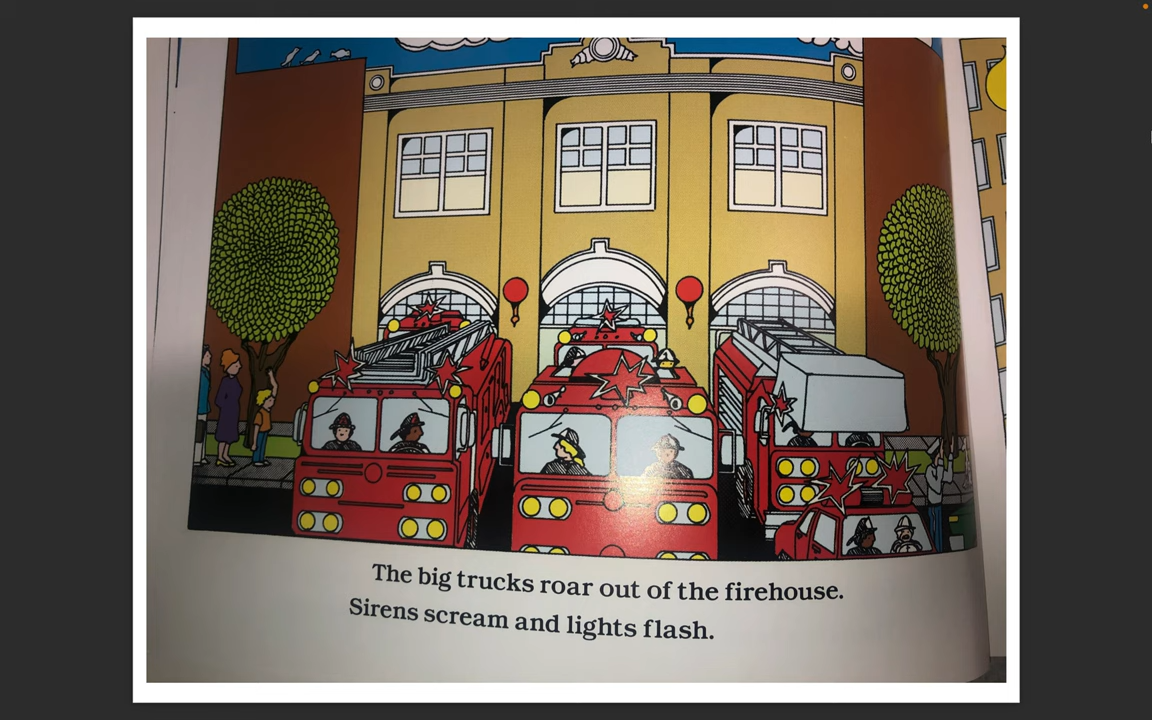 The big trucks roar out of the firehouse.
Sirens scream and lights flash.